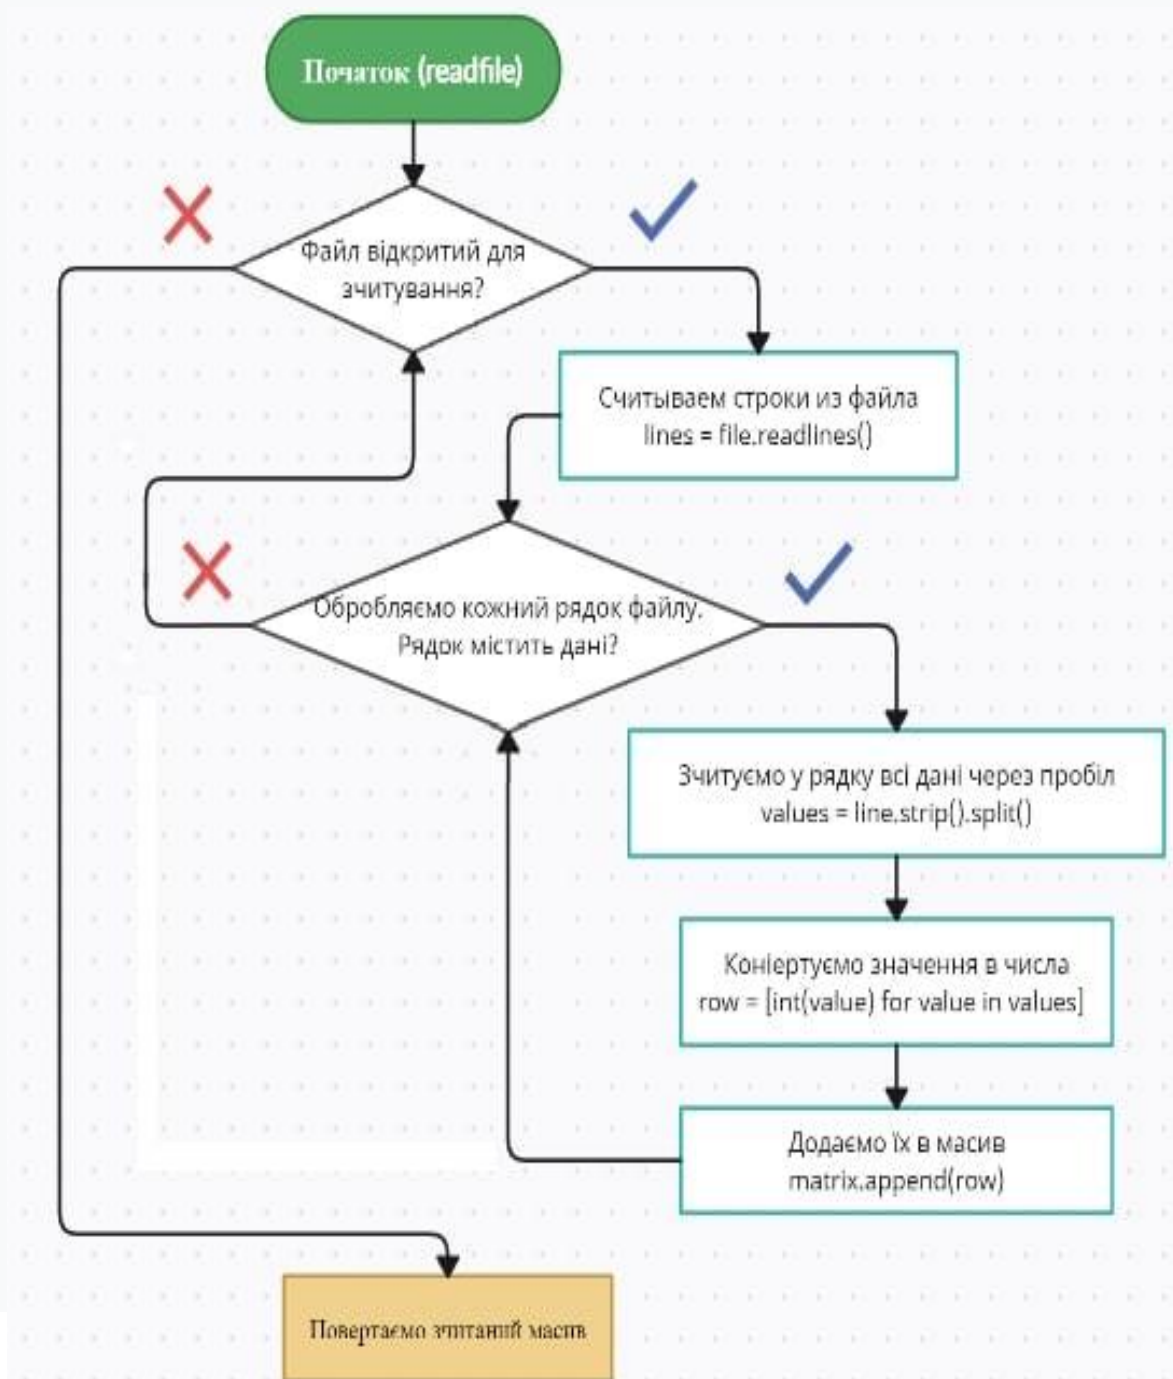 Початок (readfile)
Файл відкритий для
зчитування?
Считываем строки из файла
lines = file.readlines()
Обробляємо кожний рядок файлу.
Рядок містить дані?
Зчитуємо у рядку всі дані через пробіл
values = line.strip().split()
Коніертуємо значення в числа
row = [int(value) for value in values]
Додаємо їх в масив
matrix.append(row)
Повертаємо зчитаний масив